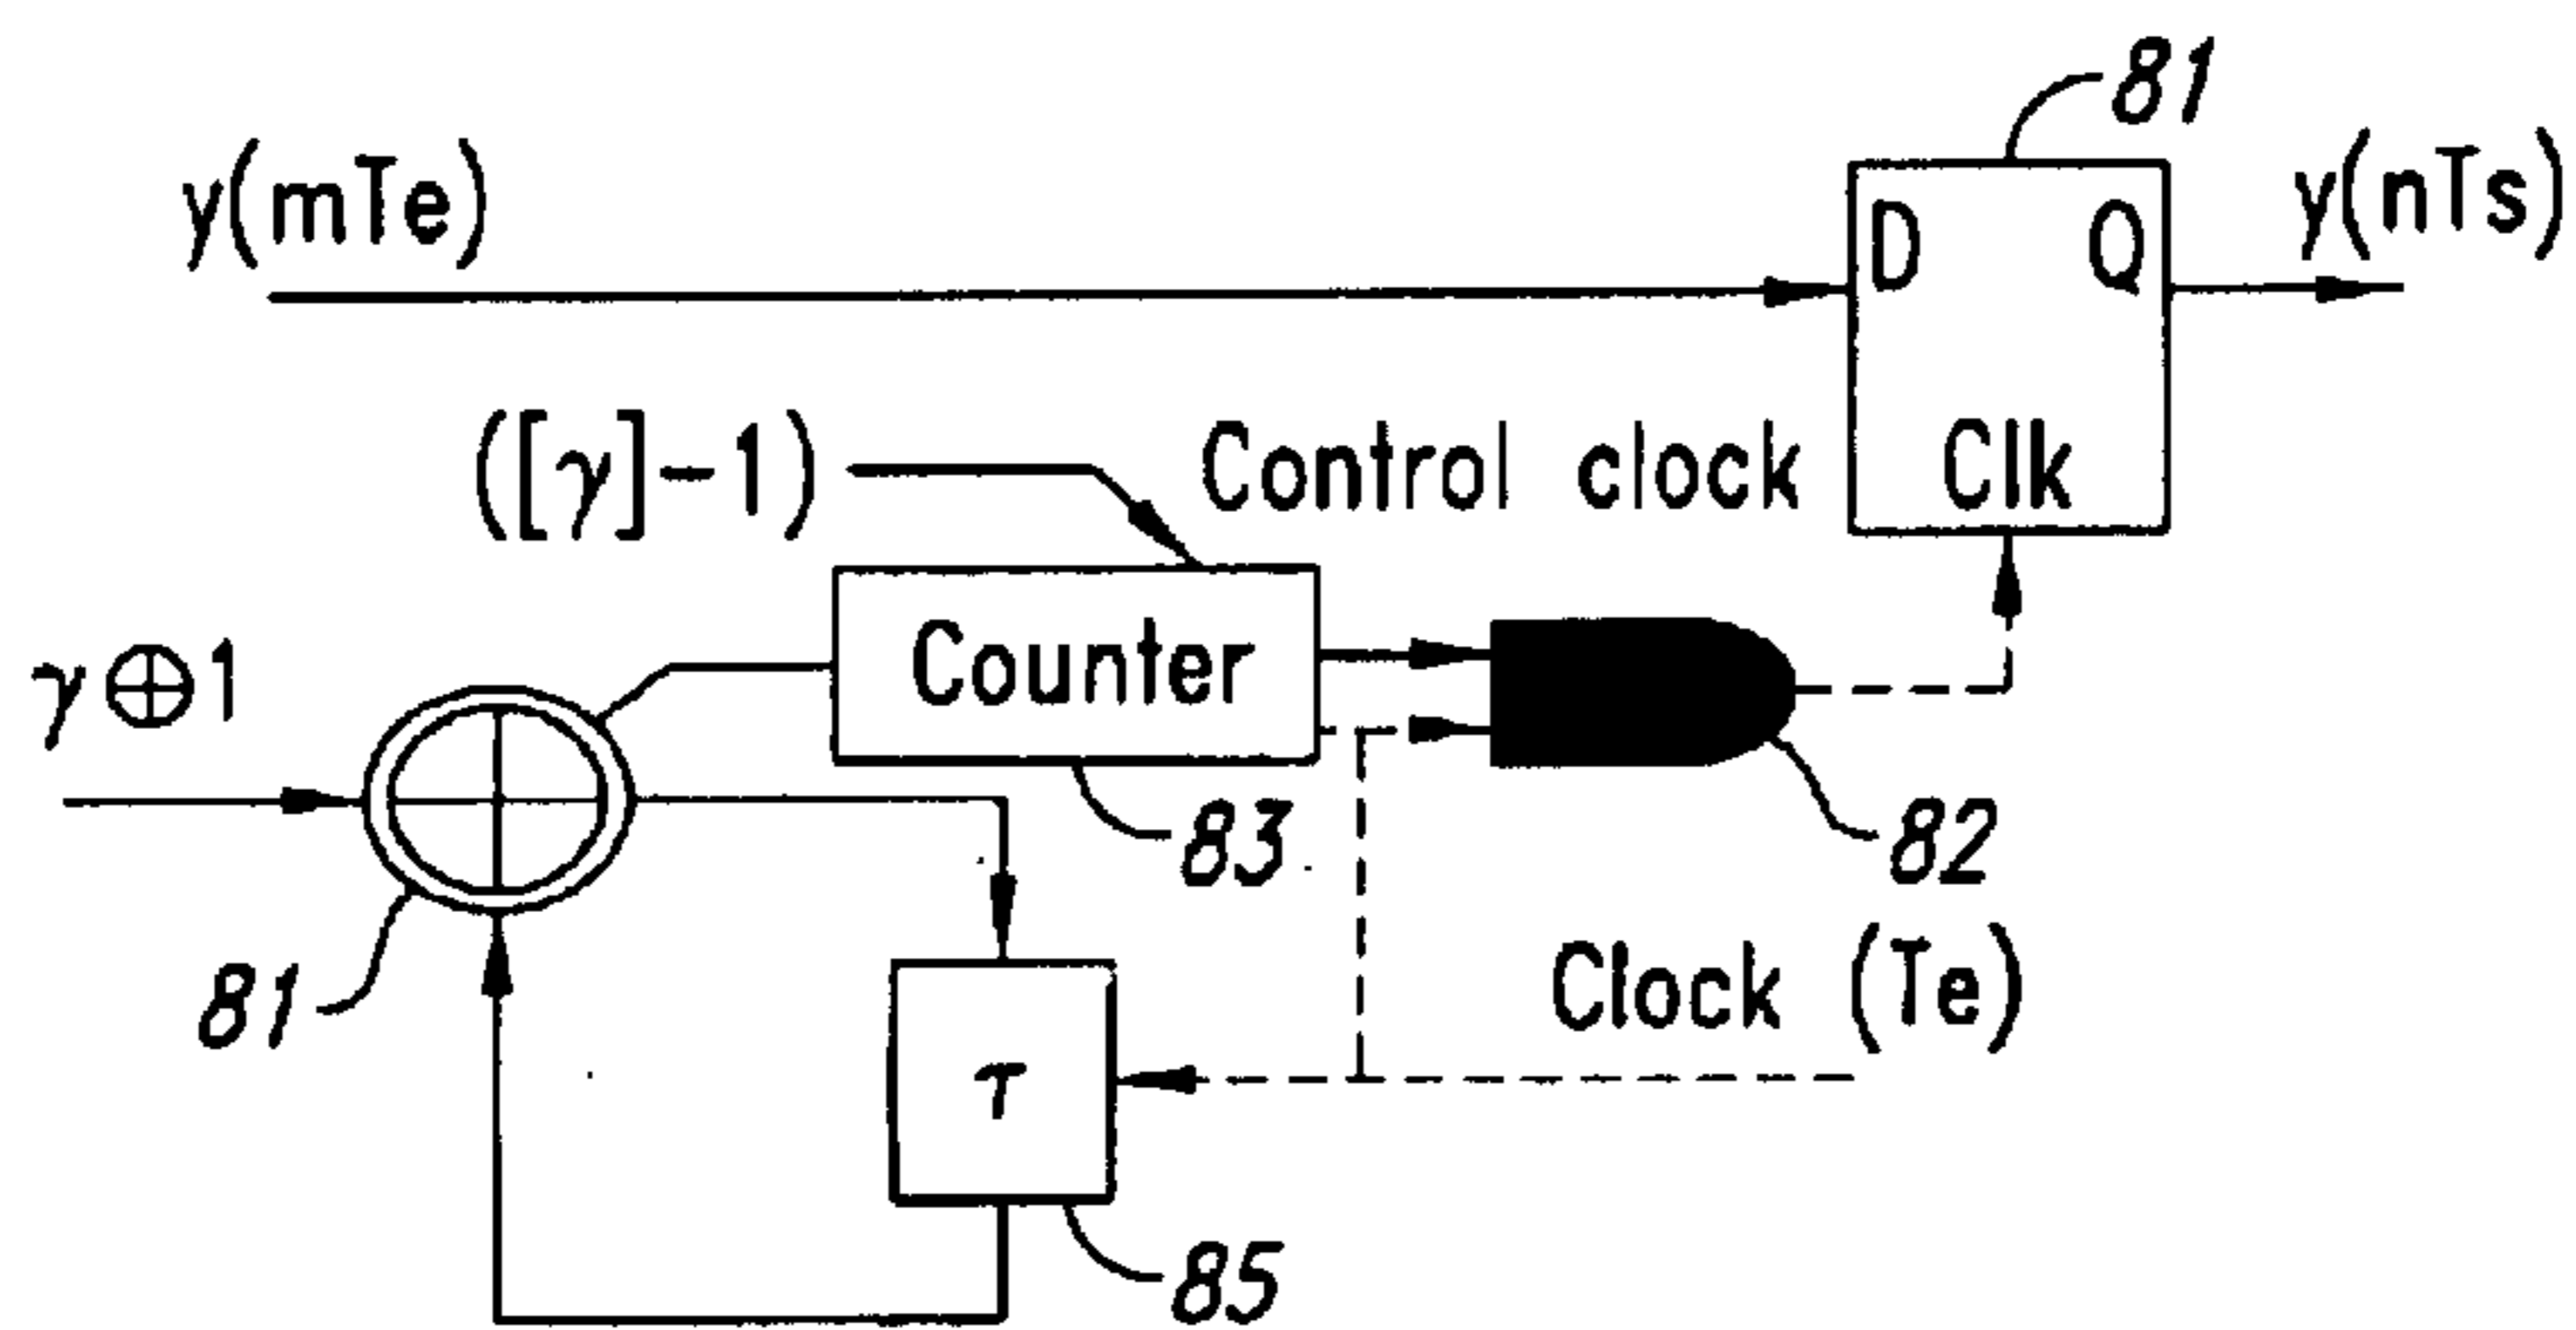 81
y(mTe)
D Q
y(nTs)
([γ]-1)
Control clock
Clk
γ⊕1
Counter
83
82
81
Clock (Te)
τ
85